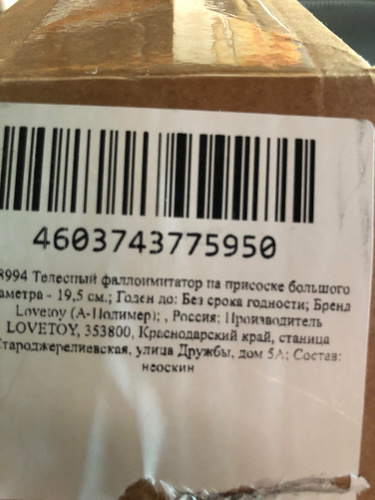 4603743775950
8994 Телесный фаллоимитатор на присоске большого
аметра - 19,5 см.; Годен до: Без срока годности; Бренд
Lovetoy (А-Полимер); , Россия; Производитель
LOVETOY, 353800, Краснодарский край, станица
Староджерелиевская, улица Дружбы, дом 5А; Состав:
неоскин